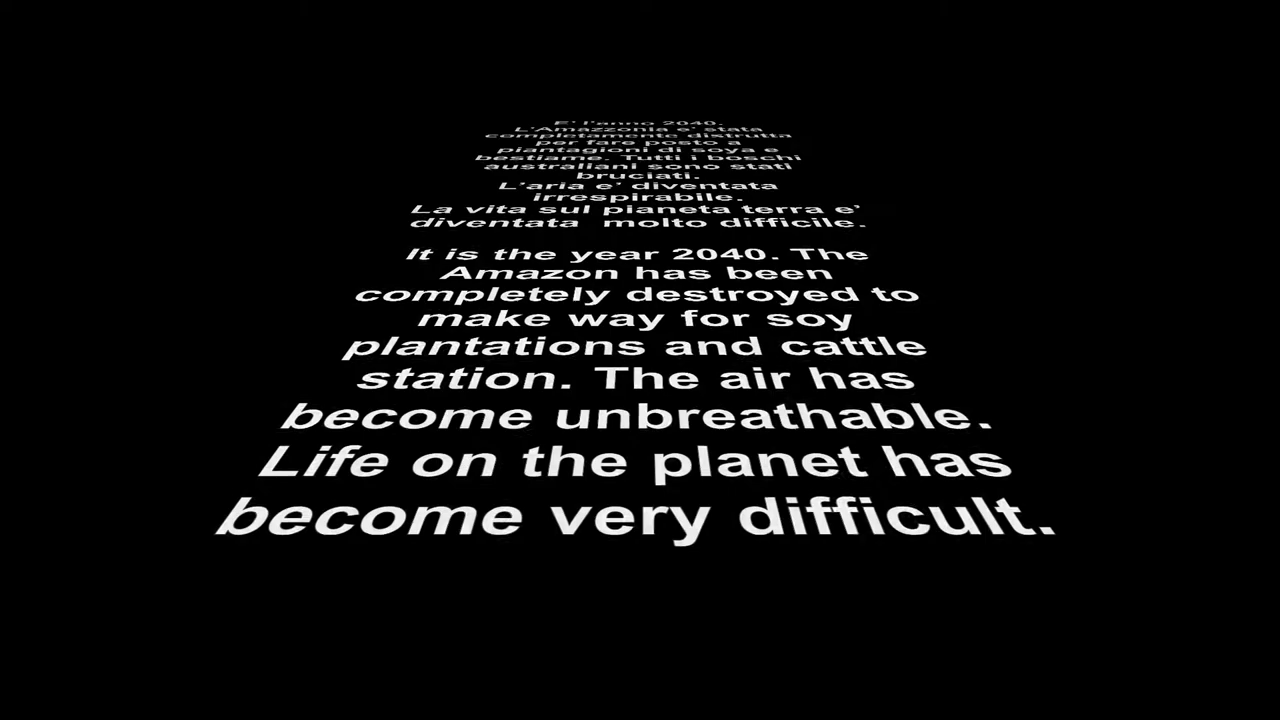 E' l'anno 2040.
L'Amazzonia e' stata
completamente distrutta
per fare posto a
piantagioni di soya e
bestiame. Tutti i boschi
australiani sono stati
bruciati.
L'aria e' diventata
irrespirabile.
La vita sul pianeta terra e'
diventata molto difficile.
It is the year 2040. The
Amazon has been
completely destroyed to
make way for soy
plantations and cattle
station. The air has
become unbreathable.
Life on the planet has
become very difficult.